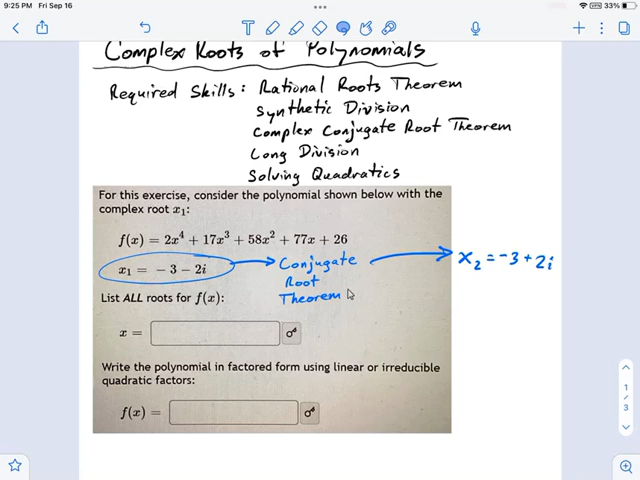 9:25 PM Fri Sep 16
33%
Complex Roots of Polynomials
Required Skills: Rational Roots Theorem
Synthetic Division
Complex Conjugate Root Theorem
Long Division
Solving Quadratics
For this exercise, consider the polynomial shown below with the
complex root x₁:
f(x) = 2x⁴ + 17x³ + 58x² + 77x + 26
x₁ = −3 − 2i
Conjugate
Root
Theorem
x₂ = -3 + 2i
List ALL roots for f(x):
x =
Write the polynomial in factored form using linear or irreducible
quadratic factors:
f(x) =
1
3